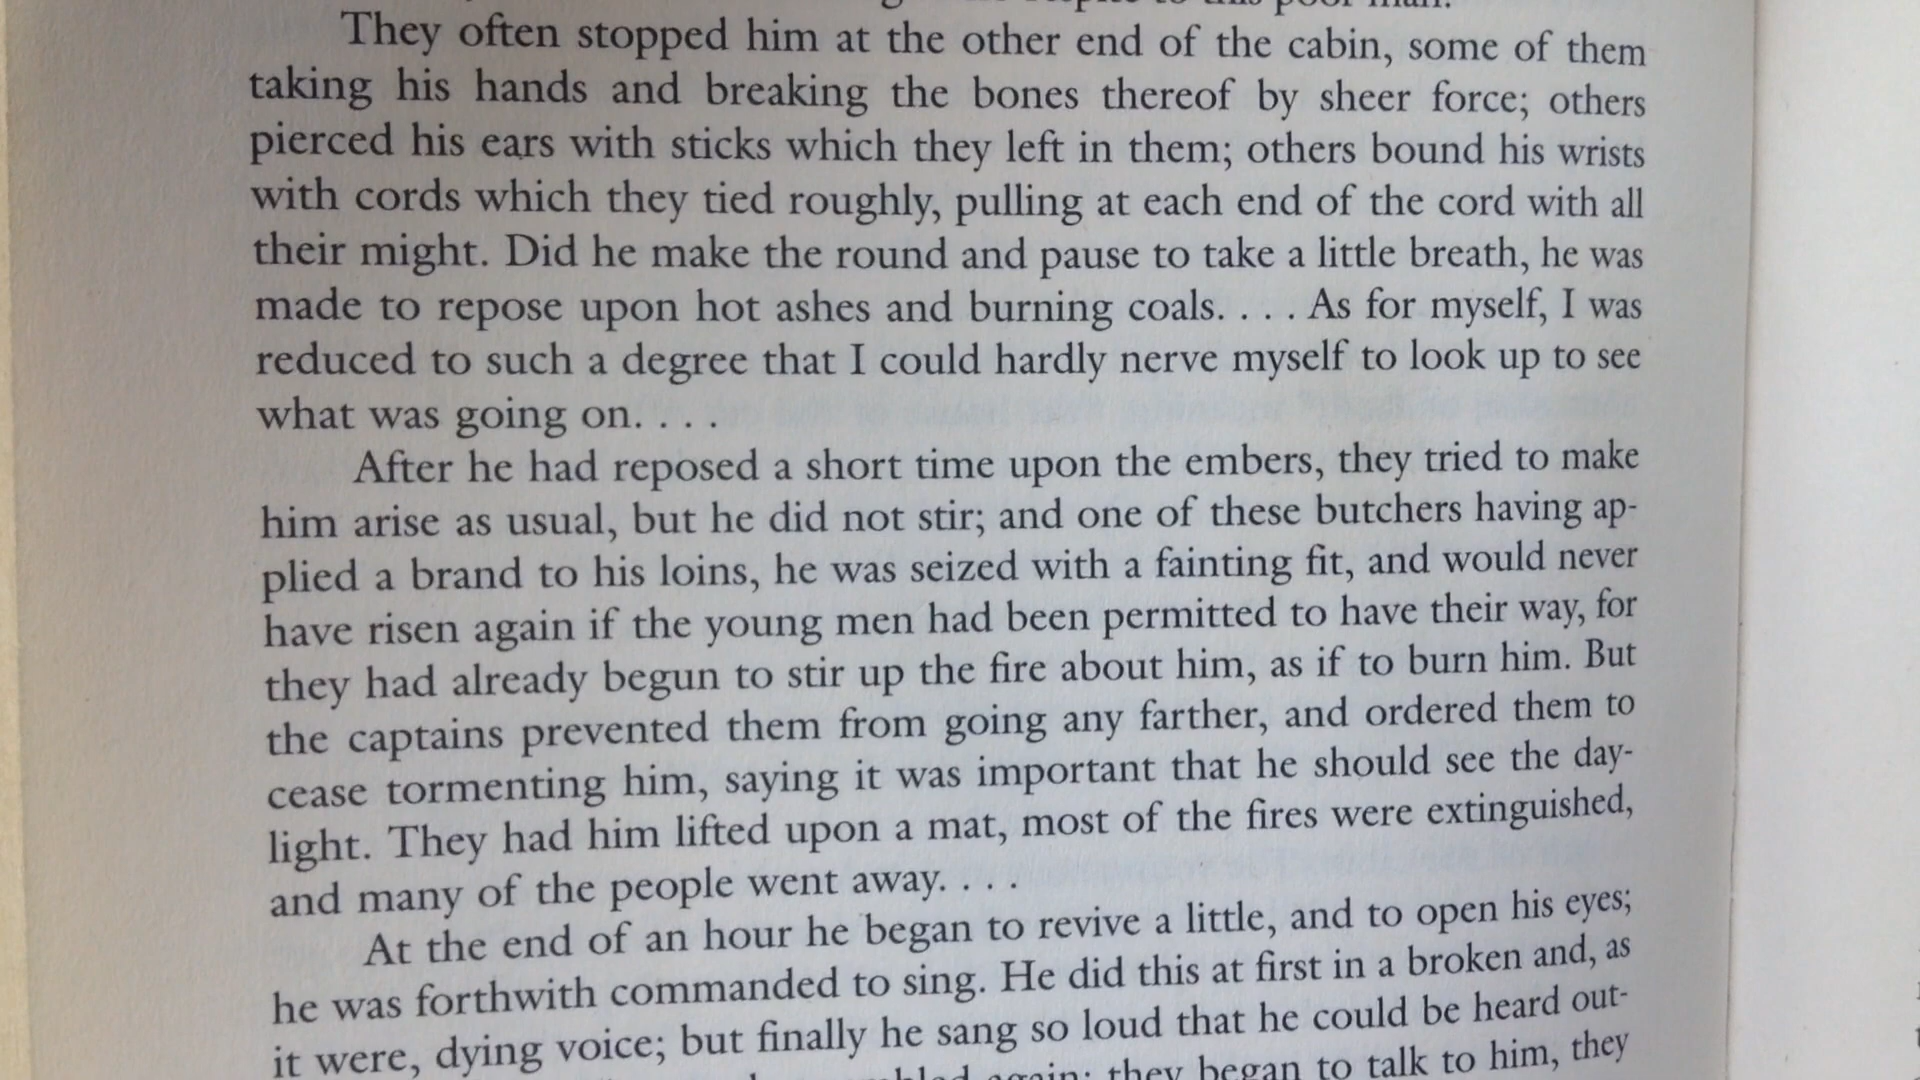 to this poor man.
They often stopped him at the other end of the cabin, some of them
taking his hands and breaking the bones thereof by sheer force; others
pierced his ears with sticks which they left in them; others bound his wrists
with cords which they tied roughly, pulling at each end of the cord with all
their might. Did he make the round and pause to take a little breath, he was
made to repose upon hot ashes and burning coals. . . . As for myself, I was
reduced to such a degree that I could hardly nerve myself to look up to see
what was going on. . . .
After he had reposed a short time upon the embers, they tried to make
him arise as usual, but he did not stir; and one of these butchers having ap-
plied a brand to his loins, he was seized with a fainting fit, and would never
have risen again if the young men had been permitted to have their way, for
they had already begun to stir up the fire about him, as if to burn him. But
the captains prevented them from going any farther, and ordered them to
cease tormenting him, saying it was important that he should see the day-
light. They had him lifted upon a mat, most of the fires were extinguished,
and many of the people went away. . . .
At the end of an hour he began to revive a little, and to open his eyes;
he was forthwith commanded to sing. He did this at first in a broken and, as
it were, dying voice; but finally he sang so loud that he could be heard out-
again; they began to talk to him, they